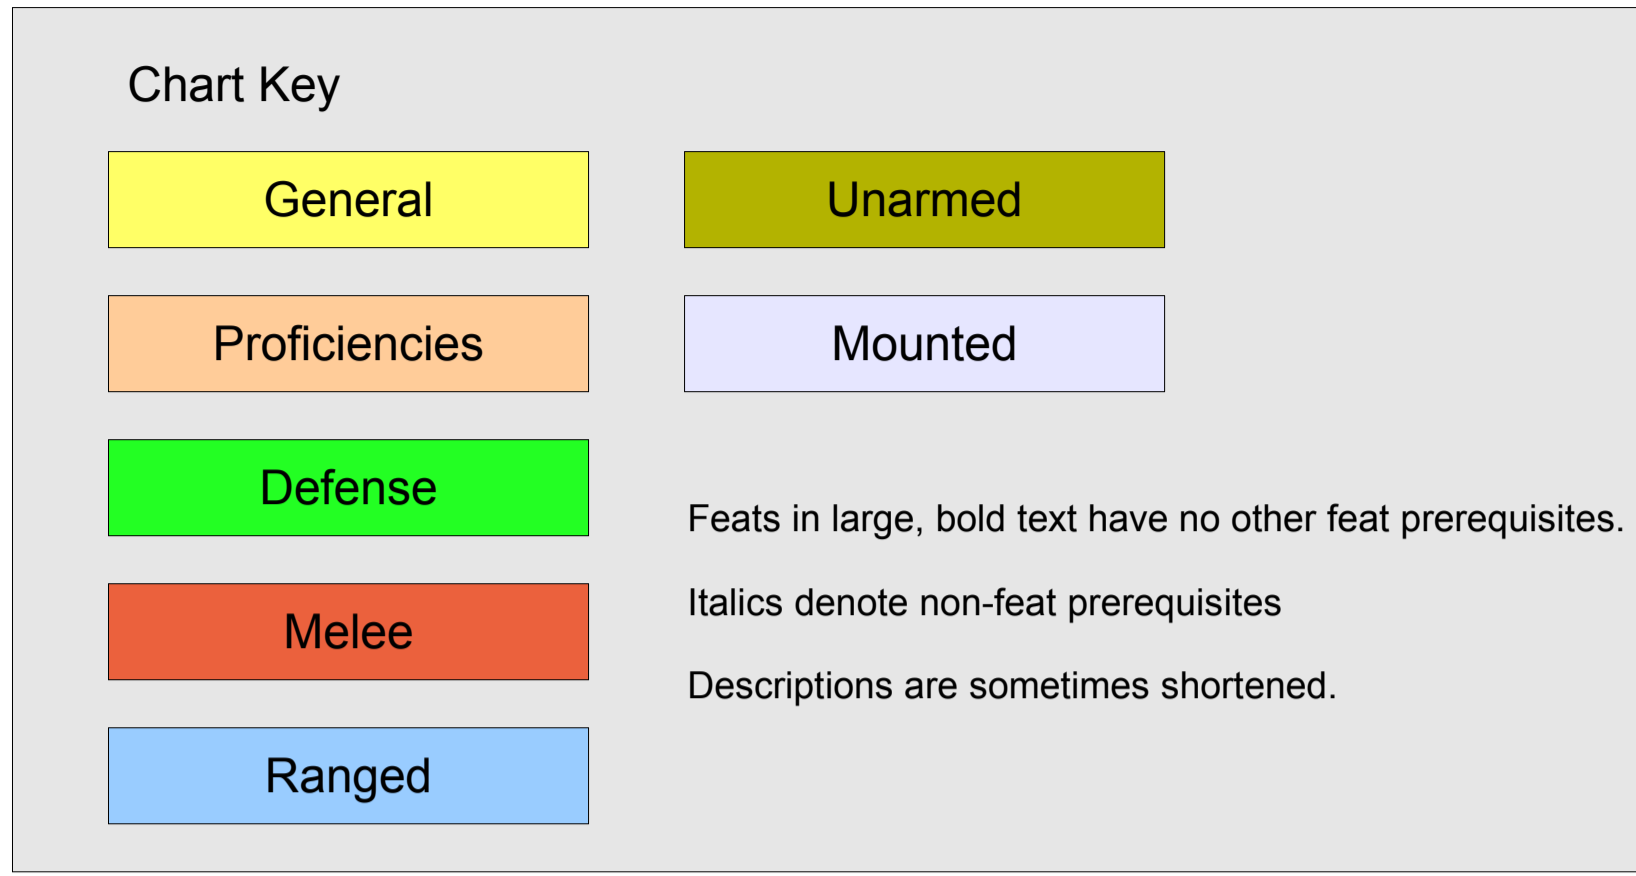 Chart Key
General
Unarmed
Proficiencies
Mounted
Defense
Feats in large, bold text have no other feat prerequisites.
Italics denote non-feat prerequisites
Melee
Descriptions are sometimes shortened.
Ranged